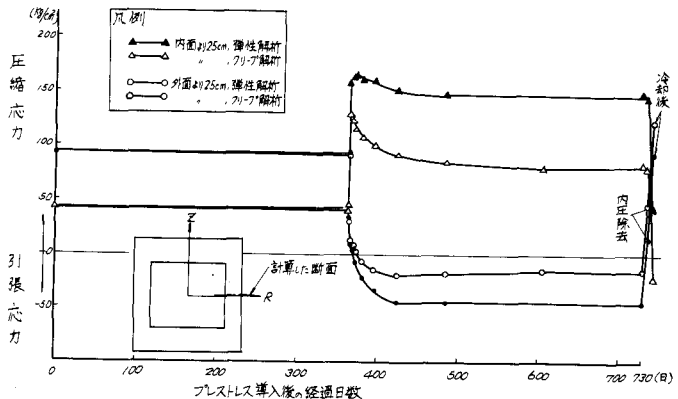 (kg/cm²)
凡例
内面より25cm, 弾性解析
〃 , クリープ解析
外面より25cm, 弾性解析
〃 , クリープ解析
圧縮応力
引張応力
200
150
100
50
0
-50
冷却後
内圧除去
Z
R
計算した断面
0
100
200
300
400
500
600
700
730(日)
プレストレス導入後の経過日数